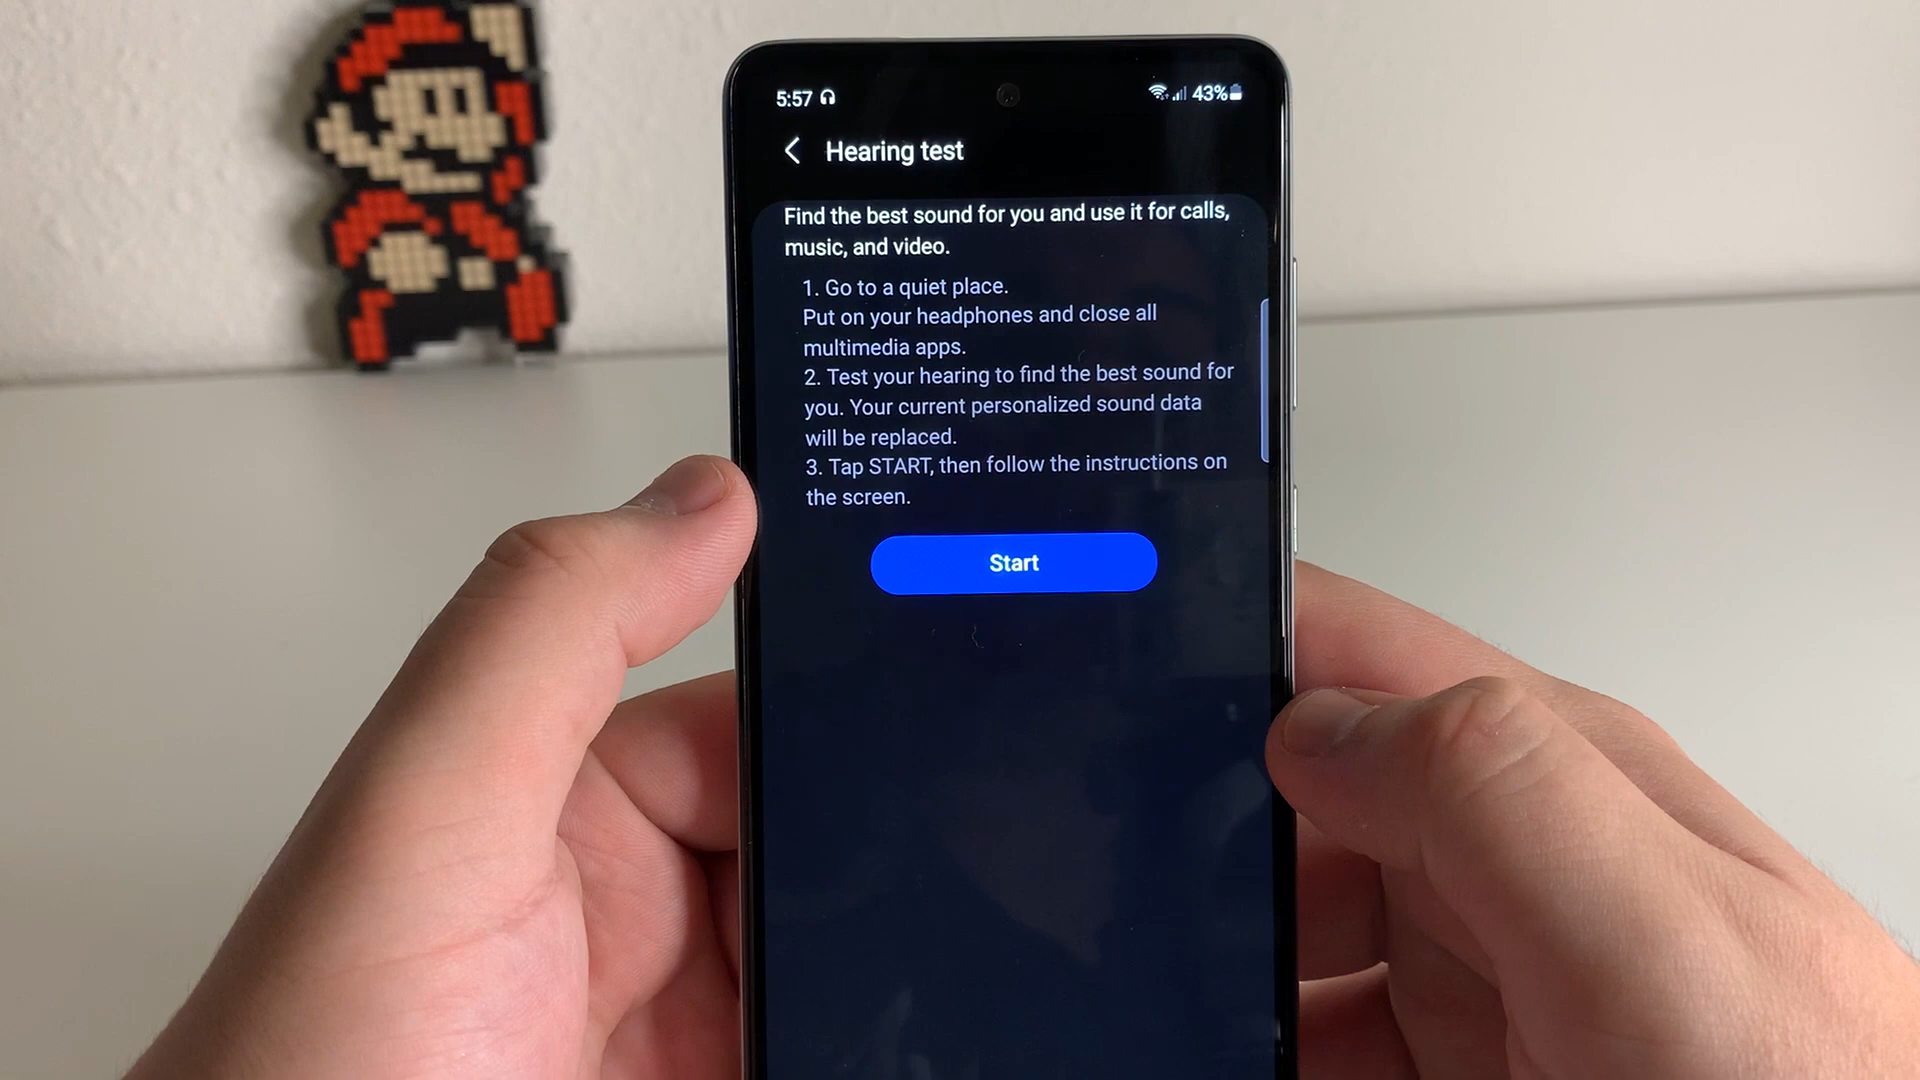 5:57 43%
Hearing test
Find the best sound for you and use it for calls,
music, and video.
1. Go to a quiet place.
Put on your headphones and close all
multimedia apps.
2. Test your hearing to find the best sound for
you. Your current personalized sound data
will be replaced.
3. Tap START, then follow the instructions on
the screen.
Start